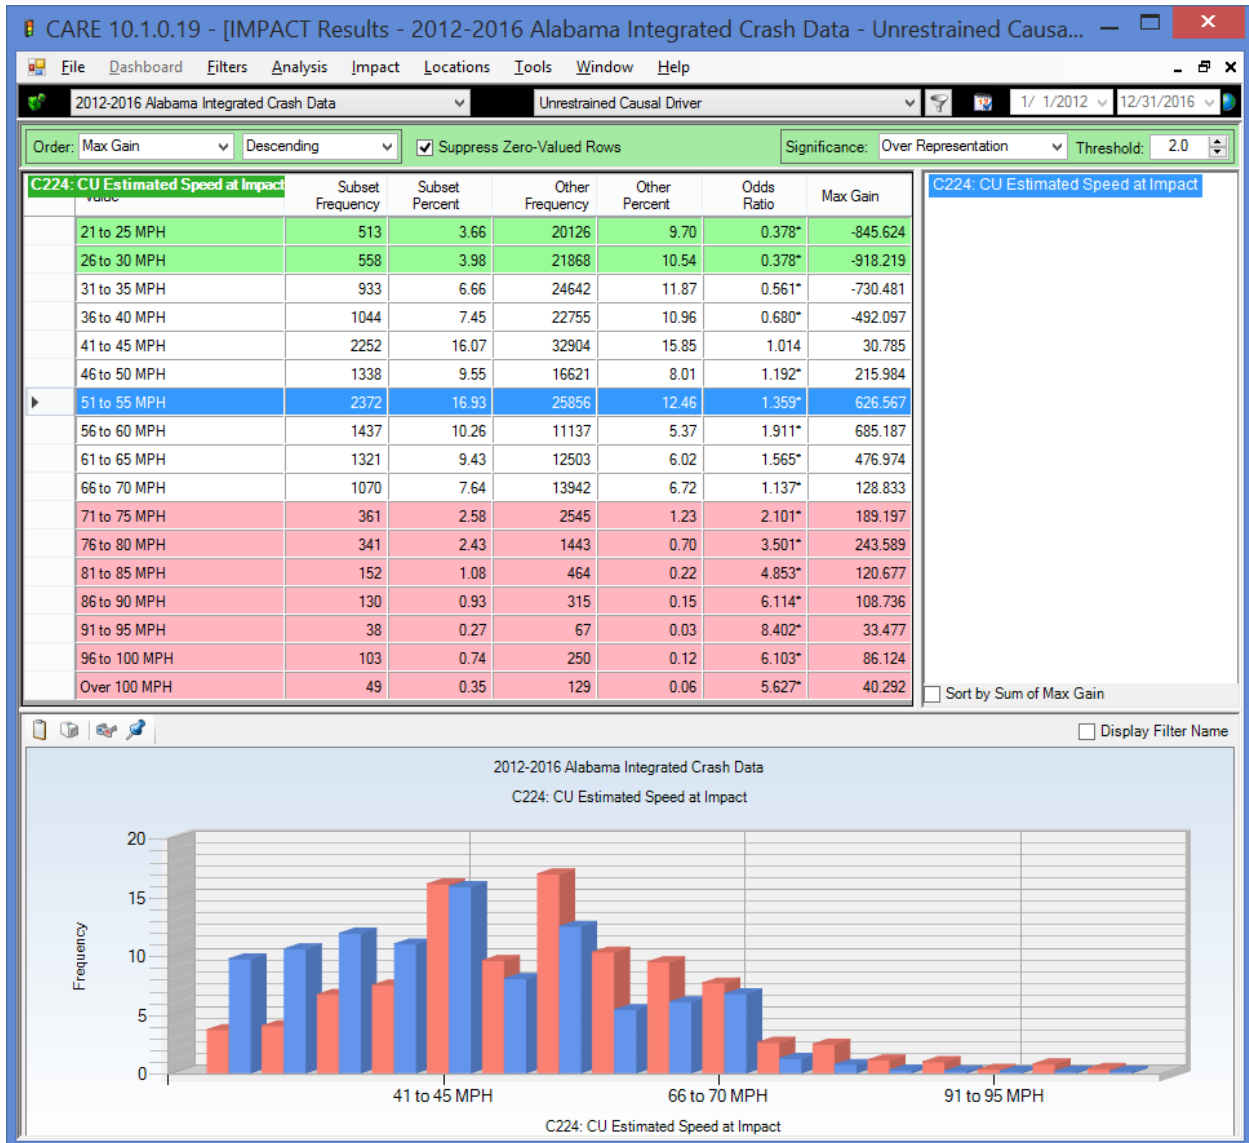 CARE 10.1.0.19 - [IMPACT Results - 2012-2016 Alabama Integrated Crash Data - Unrestrained Causa...
File Dashboard Filters Analysis Impact Locations Tools Window Help
2012-2016 Alabama Integrated Crash Data Unrestrained Causal Driver 1/ 1/2012 12/31/2016
Order: Max Gain Descending Suppress Zero-Valued Rows Significance: Over Representation Threshold: 2.0
C224: CU Estimated Speed at Impact Subset Frequency Subset Percent Other Frequency Other Percent Odds Ratio Max Gain C224: CU Estimated Speed at Impact
21 to 25 MPH 513 3.66 20126 9.70 0.378* -845.624
26 to 30 MPH 558 3.98 21868 10.54 0.378* -918.219
31 to 35 MPH 933 6.66 24642 11.87 0.561* -730.481
36 to 40 MPH 1044 7.45 22755 10.96 0.680* -492.097
41 to 45 MPH 2252 16.07 32904 15.85 1.014 30.785
46 to 50 MPH 1338 9.55 16621 8.01 1.192* 215.984
51 to 55 MPH 2372 16.93 25856 12.46 1.359* 626.567
56 to 60 MPH 1437 10.26 11137 5.37 1.911* 685.187
61 to 65 MPH 1321 9.43 12503 6.02 1.565* 476.974
66 to 70 MPH 1070 7.64 13942 6.72 1.137* 128.833
71 to 75 MPH 361 2.58 2545 1.23 2.101* 189.197
76 to 80 MPH 341 2.43 1443 0.70 3.501* 243.589
81 to 85 MPH 152 1.08 464 0.22 4.853* 120.677
86 to 90 MPH 130 0.93 315 0.15 6.114* 108.736
91 to 95 MPH 38 0.27 67 0.03 8.402* 33.477
96 to 100 MPH 103 0.74 250 0.12 6.103* 86.124
Over 100 MPH 49 0.35 129 0.06 5.627* 40.292
Sort by Sum of Max Gain
Display Filter Name
2012-2016 Alabama Integrated Crash Data
C224: CU Estimated Speed at Impact
20
15
10
5
0
Frequency
41 to 45 MPH 66 to 70 MPH 91 to 95 MPH
C224: CU Estimated Speed at Impact